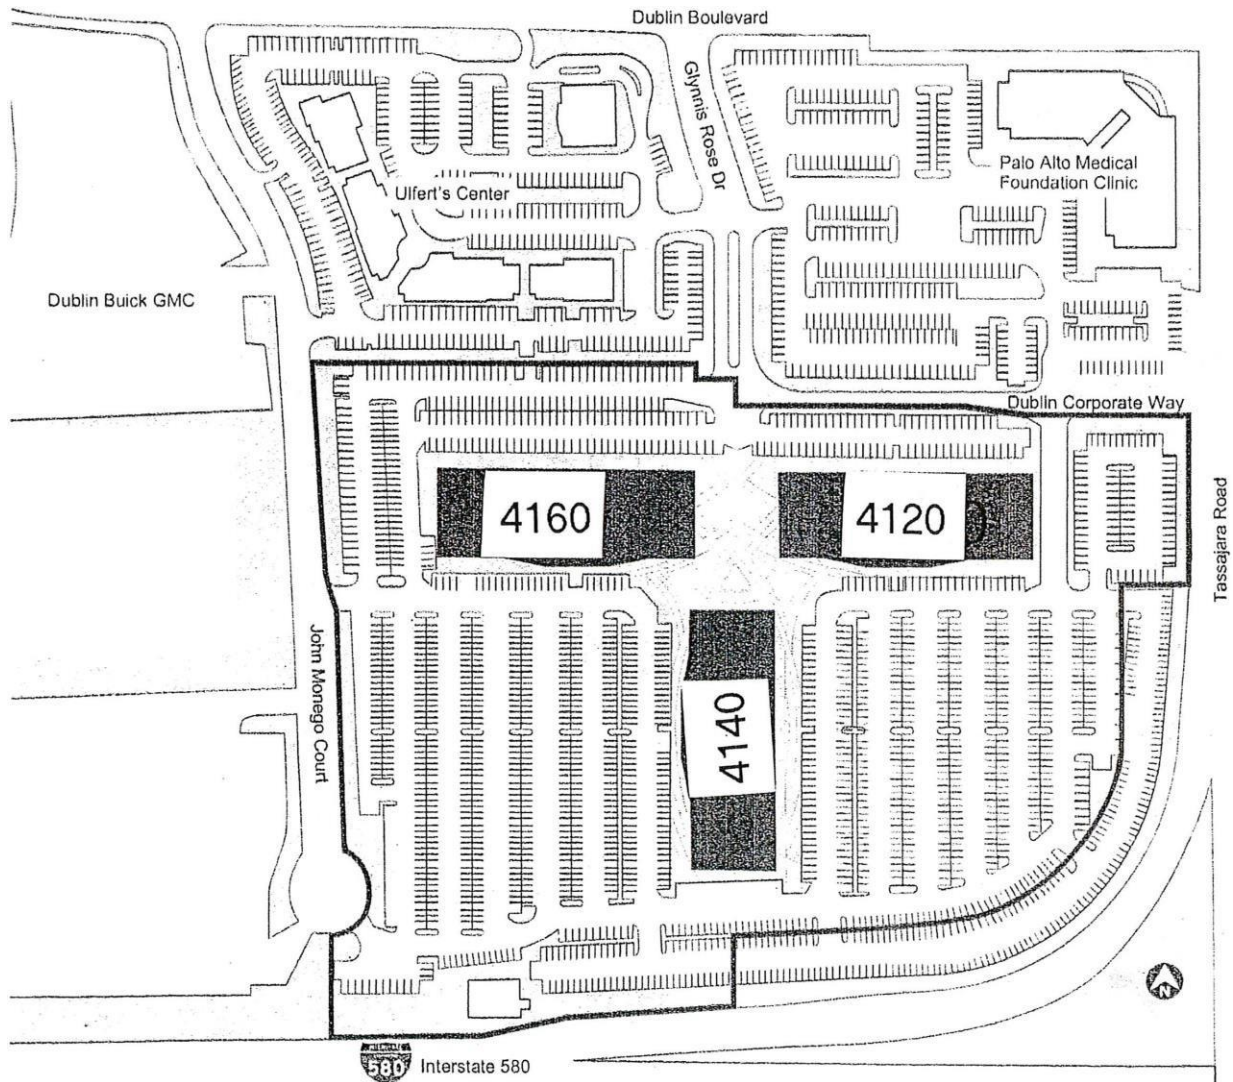 Dublin Boulevard
Glynnis Rose Dr
Palo Alto Medical
Foundation Clinic
Ulfert's Center
Dublin Buick GMC
Dublin Corporate Way
4160
4120
Tassajara Road
John Monego Court
4140
N
580
Interstate 580